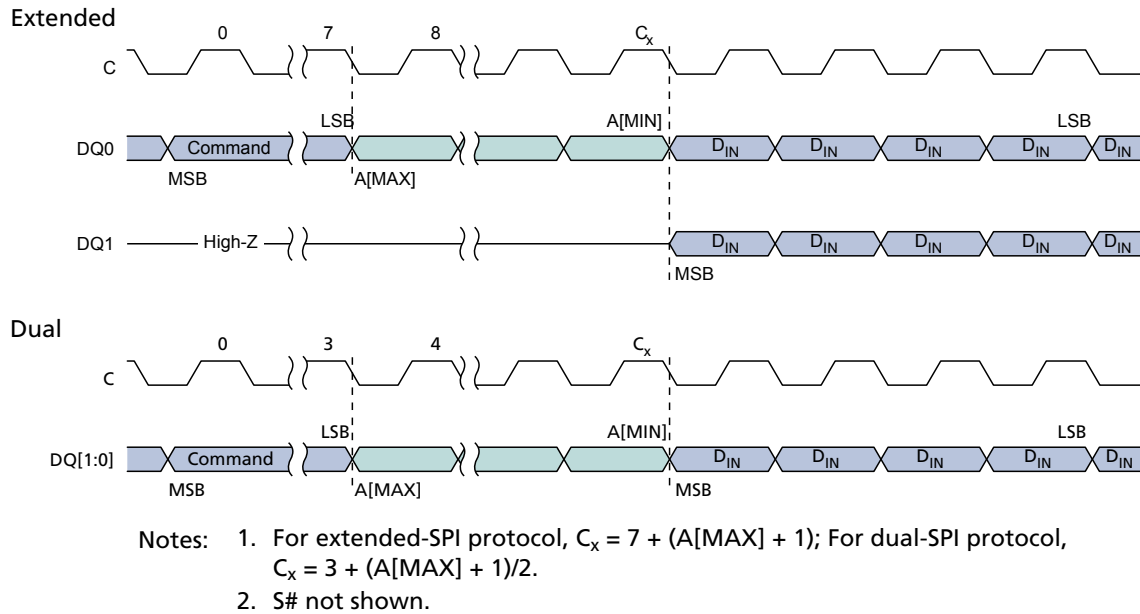 Extended
0 7 8 Cx
C
LSB A[MIN] LSB
DQ0 Command DIN DIN DIN DIN DIN
MSB A[MAX]
DQ1 High-Z DIN DIN DIN DIN DIN
MSB
Dual
0 3 4 Cx
C
LSB A[MIN] LSB
DQ[1:0] Command DIN DIN DIN DIN DIN
MSB A[MAX] MSB
Notes: 1. For extended-SPI protocol, Cx = 7 + (A[MAX] + 1); For dual-SPI protocol,
Cx = 3 + (A[MAX] + 1)/2.
2. S# not shown.